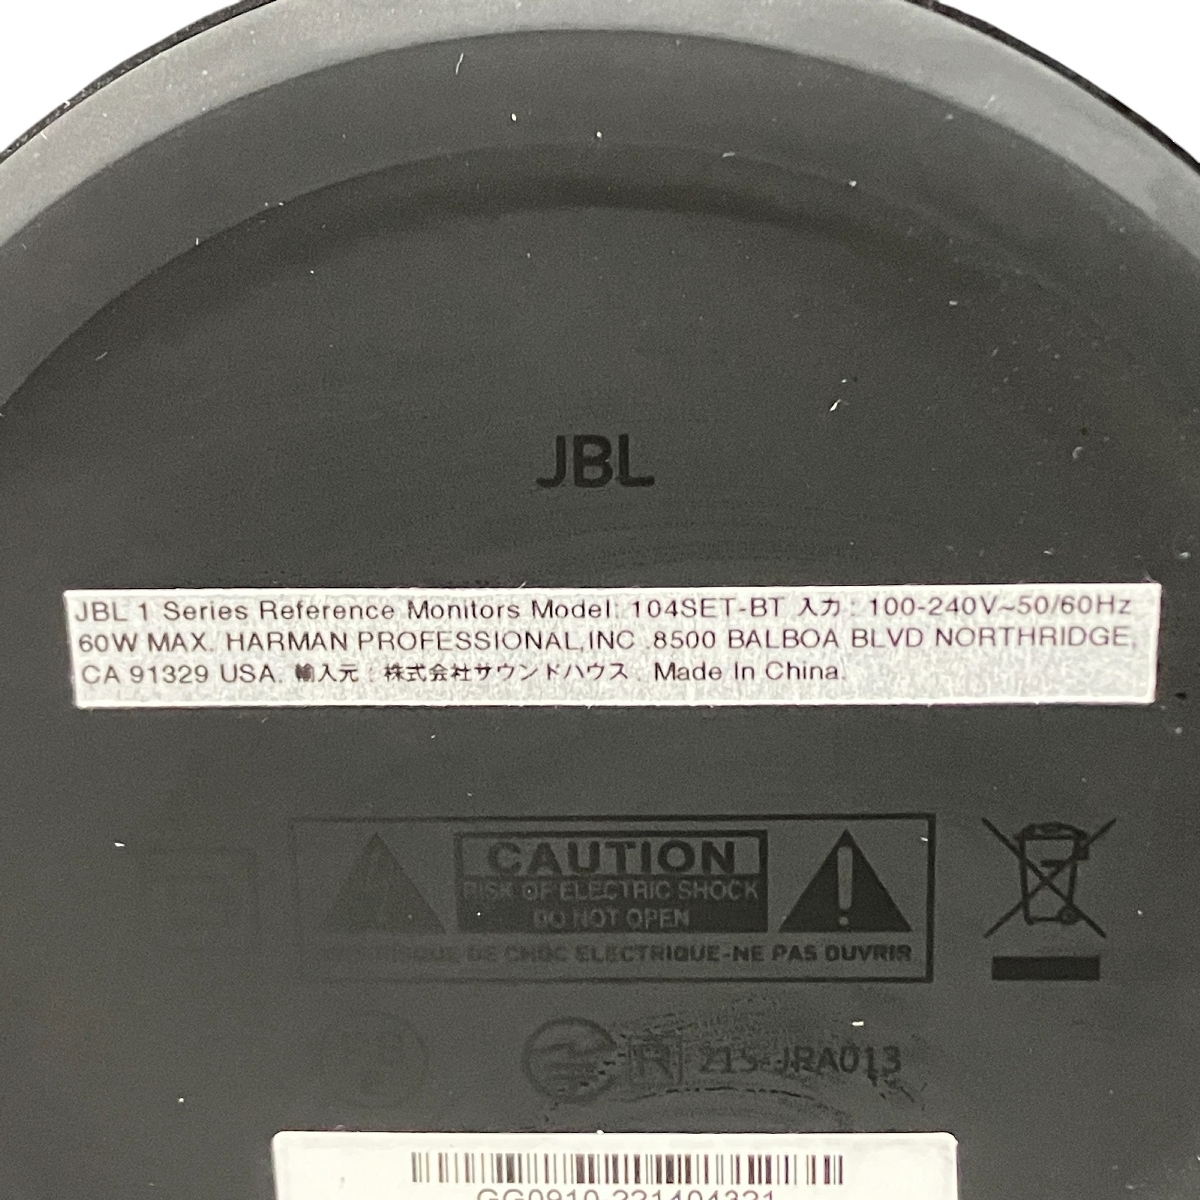 JBL
JBL 1 Series Reference Monitors Model: 104SET-BT 入力: 100-240V~50/60Hz
60W MAX. HARMAN PROFESSIONAL,INC .8500 BALBOA BLVD NORTHRIDGE,
CA 91329 USA. 輸入元: 株式会社サウンドハウス. Made In China.
CAUTION
RISK OF ELECTRIC SHOCK
DO NOT OPEN
RISQUE DE CHOC ELECTRIQUE-NE PAS OUVRIR
R 215-JRA013
GG0910-221404321